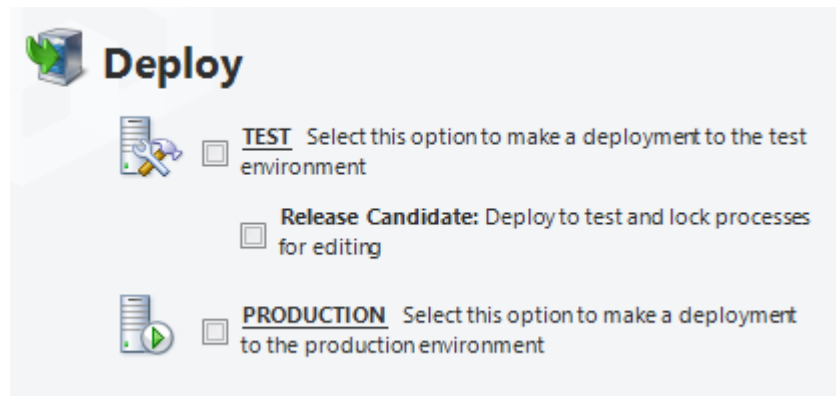 Deploy
TEST Select this option to make a deployment to the test
environment
Release Candidate: Deploy to test and lock processes
for editing
PRODUCTION Select this option to make a deployment
to the production environment